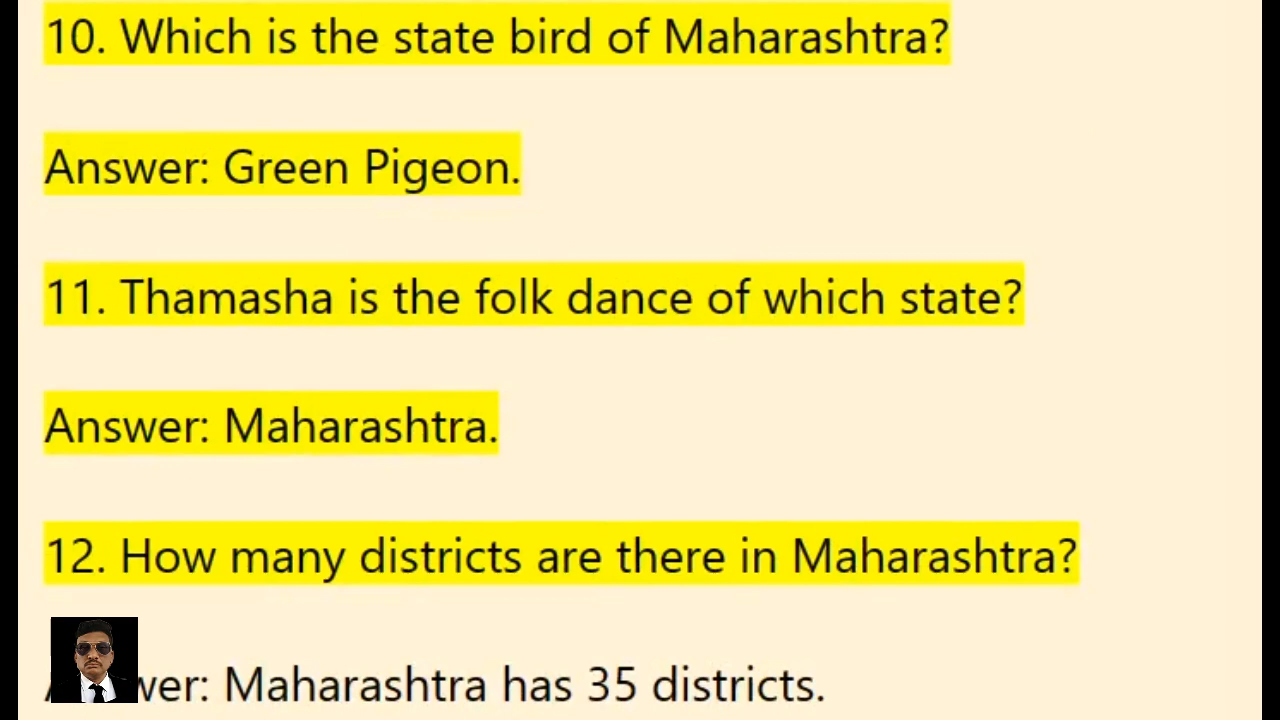 10. Which is the state bird of Maharashtra?
Answer: Green Pigeon.
11. Thamasha is the folk dance of which state?
Answer: Maharashtra.
12. How many districts are there in Maharashtra?
Maharashtra has 35 districts.